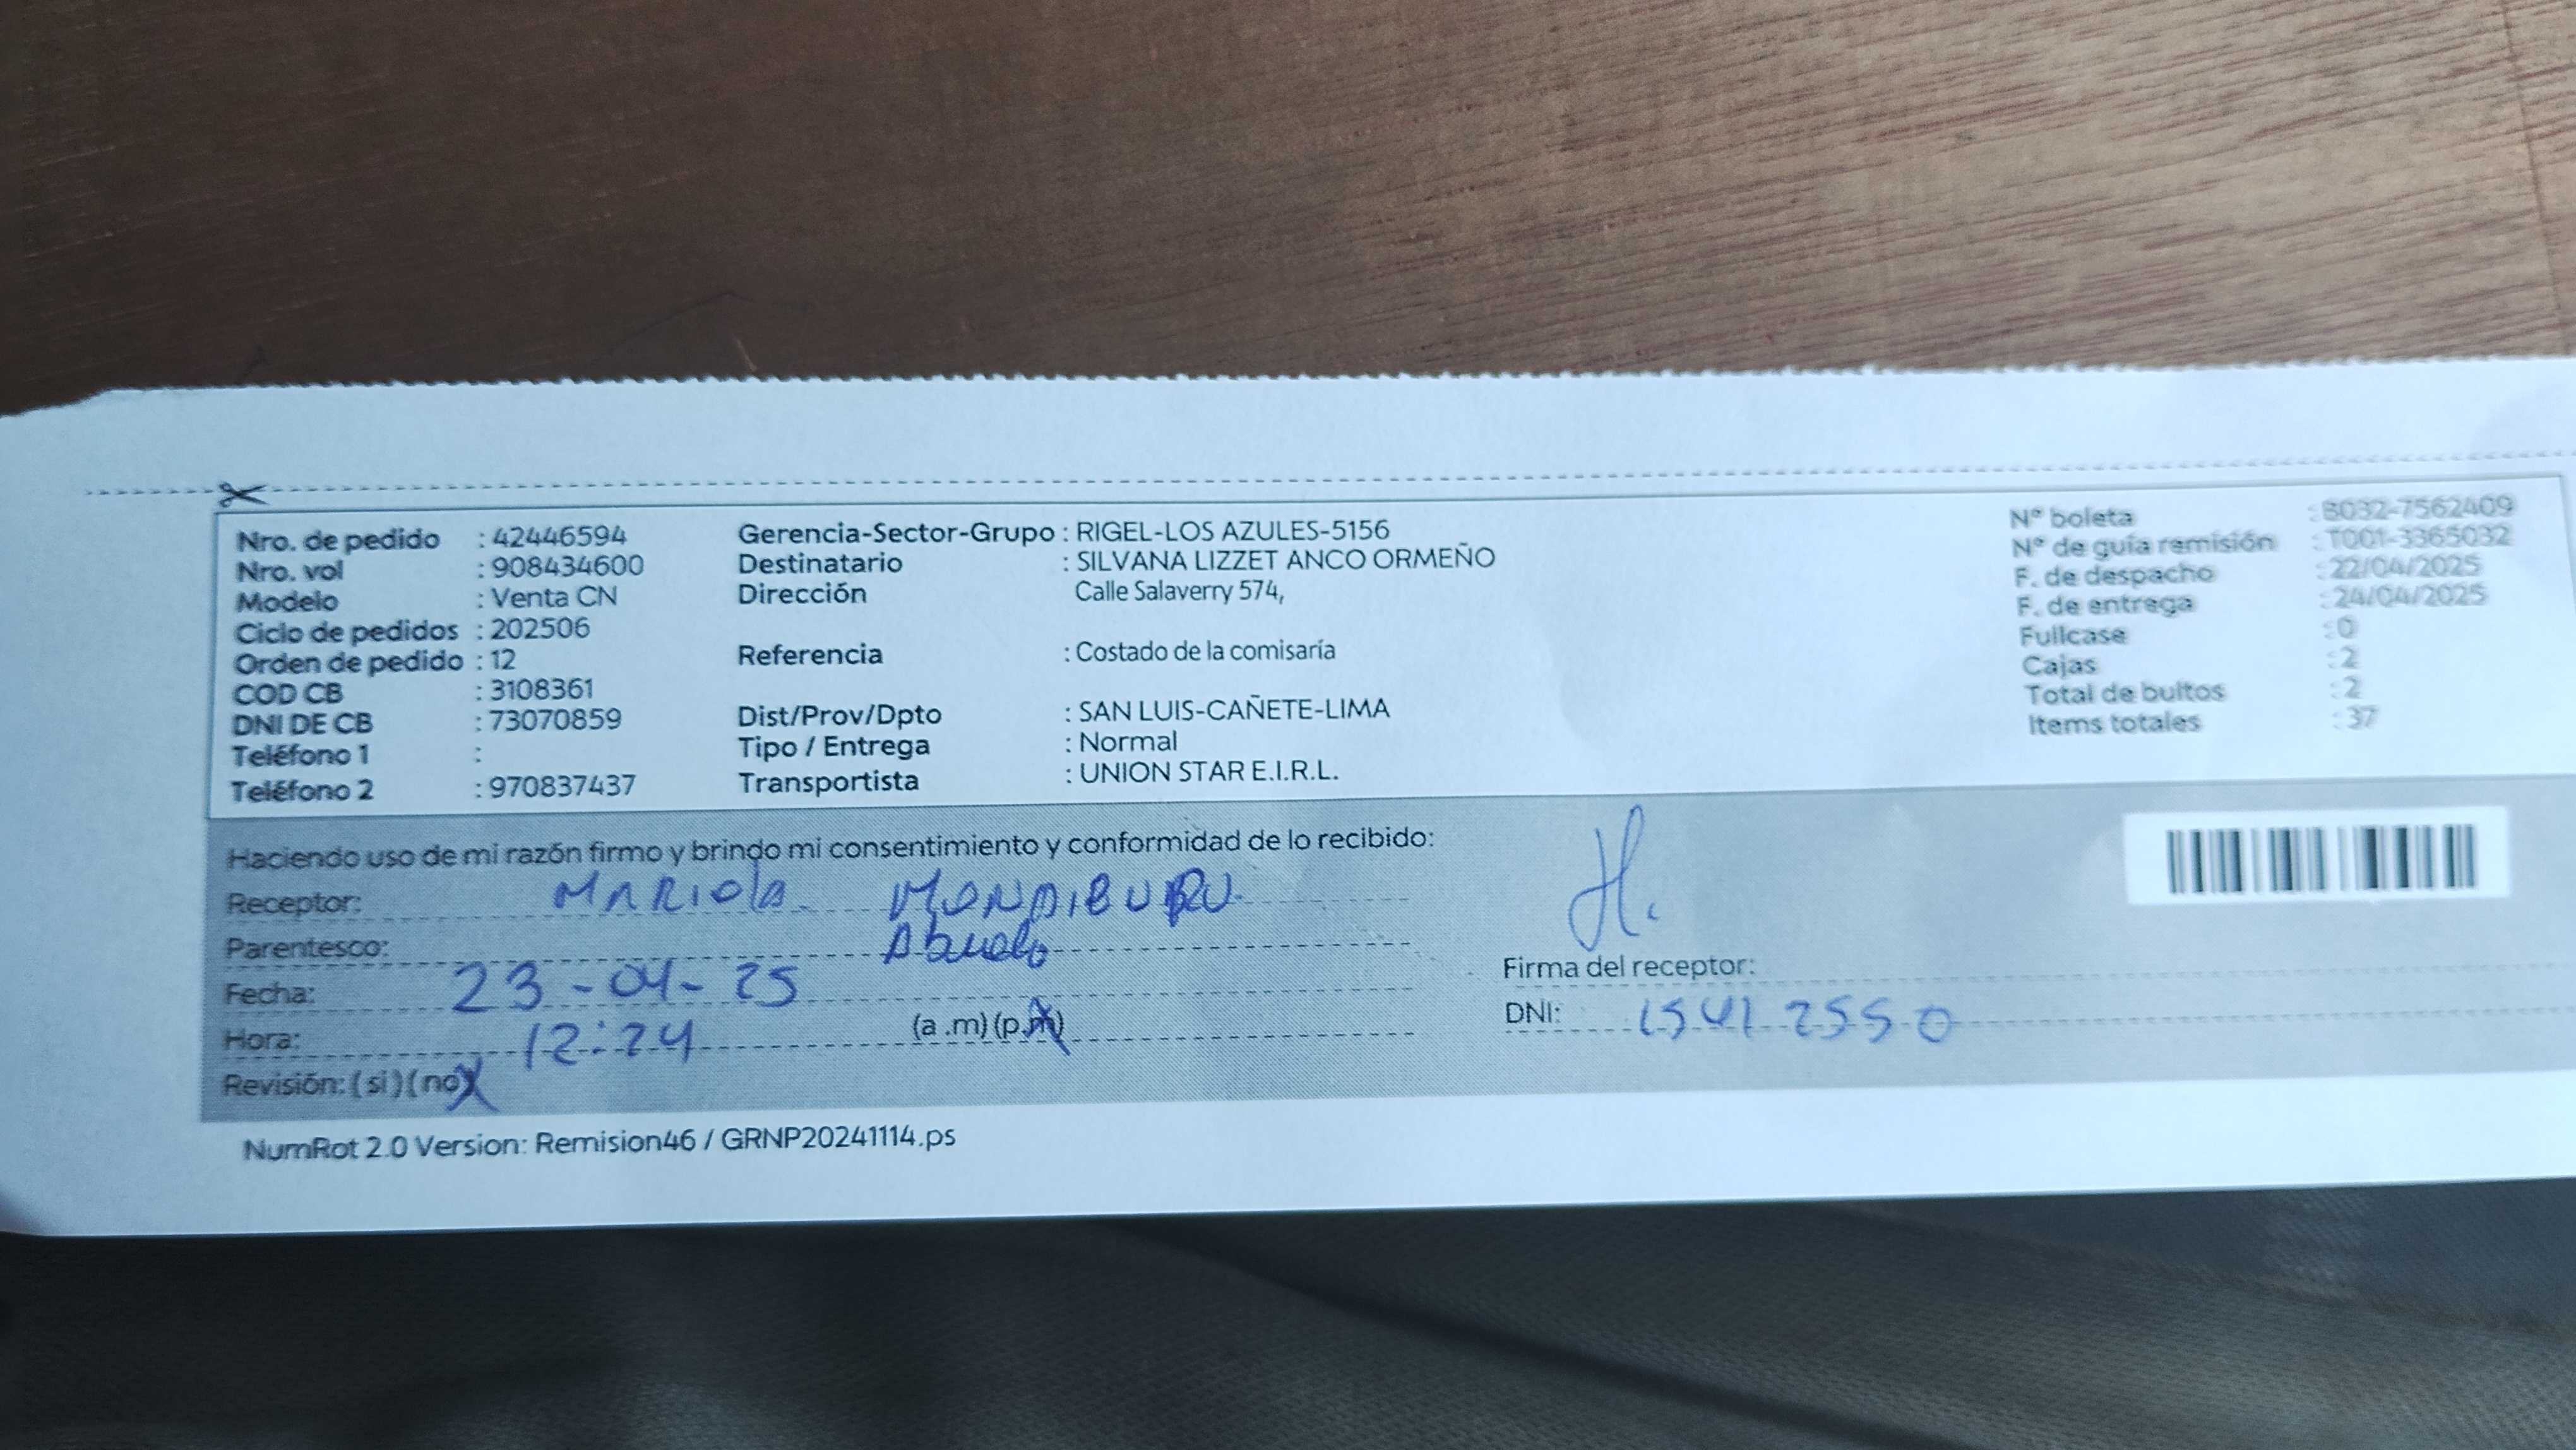 Nro. de pedido : 42446594
Nro. vol : 908434600
Modelo : Venta CN
Ciclo de pedidos : 202506
Orden de pedido : 12
COD CB : 3108361
DNI DE CB : 73070859
Teléfono 1 :
Teléfono 2 : 970837437
Gerencia-Sector-Grupo : RIGEL-LOS AZULES-5156
Destinatario : SILVANA LIZZET ANCO ORMEÑO
Dirección Calle Salaverry 574,
Referencia : Costado de la comisaría
Dist/Prov/Dpto : SAN LUIS-CAÑETE-LIMA
Tipo / Entrega : Normal
Transportista : UNION STAR E.I.R.L.
N° boleta : B032-7562409
N° de guía remisión : T001-3365032
F. de despacho : 22/04/2025
F. de entrega : 24/04/2025
Fullcase : 0
Cajas : 2
Total de bultos : 2
Items totales : 37
Haciendo uso de mi razón firmo y brindo mi consentimiento y conformidad de lo recibido:
Receptor:
Parentesco: Abuelo
Fecha: 23-04-25
Hora: 12:24 (a .m) (p.m)
Revisión: ( si ) ( no )
Firma del receptor:
DNI: 15412550
NumRot 2.0 Version: Remision46 / GRNP20241114.ps